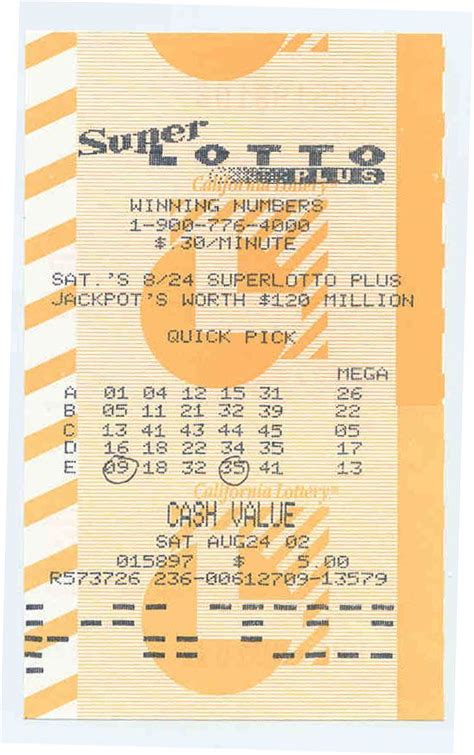 Super
LOTTO
PLUS
California Lottery®
WINNING NUMBERS
1-900-776-4000
$.30/MINUTE
SAT.'S 8/24 SUPERLOTTO PLUS
JACKPOT'S WORTH $120 MILLION
QUICK PICK
MEGA
A 01 04 12 15 31 26
B 05 11 21 32 39 22
C 13 41 43 44 45 05
D 16 18 22 34 35 17
E 09 18 32 35 41 13
California Lottery®
CASH VALUE
SAT AUG24 02
015897 $ 5.00
R573726 236-00612709-13579